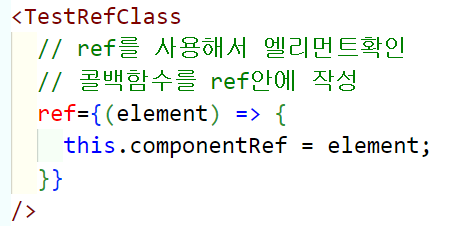 <TestRefClass
  // ref를 사용해서 엘리먼트확인
  // 콜백함수를 ref안에 작성
  ref={(element) => {
    this.componentRef = element;
  }}
/>